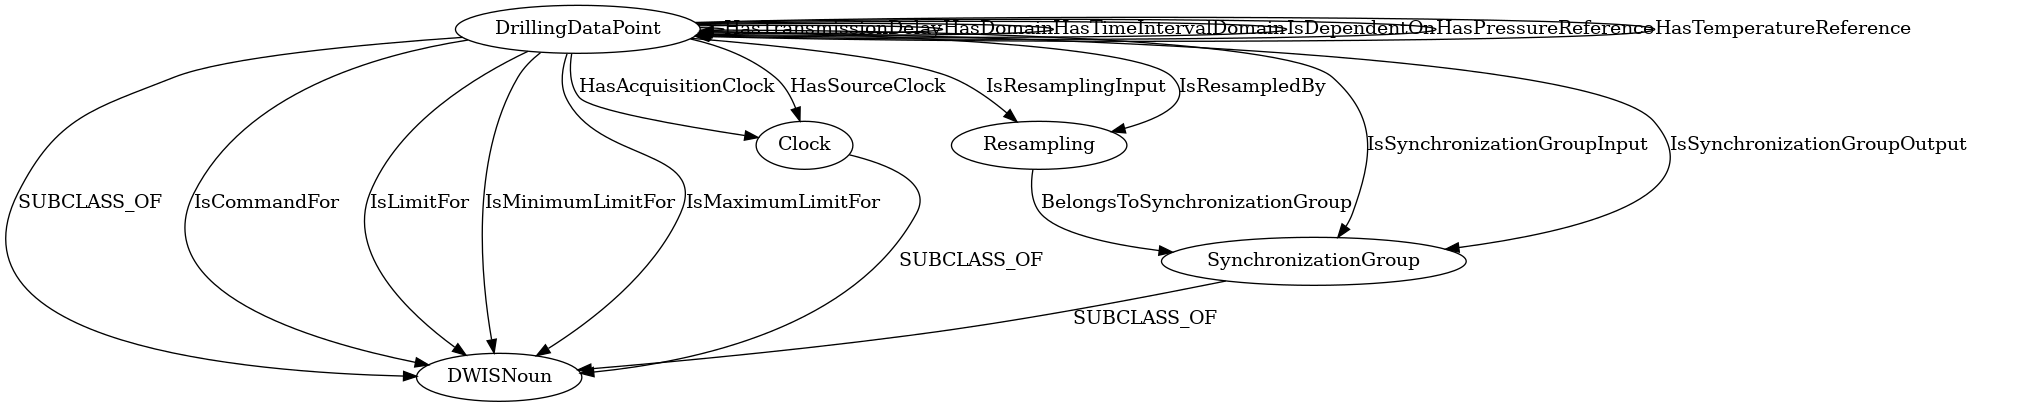 DrillingDataPoint
HasTransmissionDelay
HasDomain
HasTimeIntervalDomain
IsDependentOn
HasPressureReference
HasTemperatureReference
HasAcquisitionClock
HasSourceClock
IsResamplingInput
IsResampledBy
Clock
Resampling
IsSynchronizationGroupInput
IsSynchronizationGroupOutput
SUBCLASS_OF
IsCommandFor
IsLimitFor
IsMinimumLimitFor
IsMaximumLimitFor
BelongsToSynchronizationGroup
SUBCLASS_OF
SynchronizationGroup
SUBCLASS_OF
DWISNoun